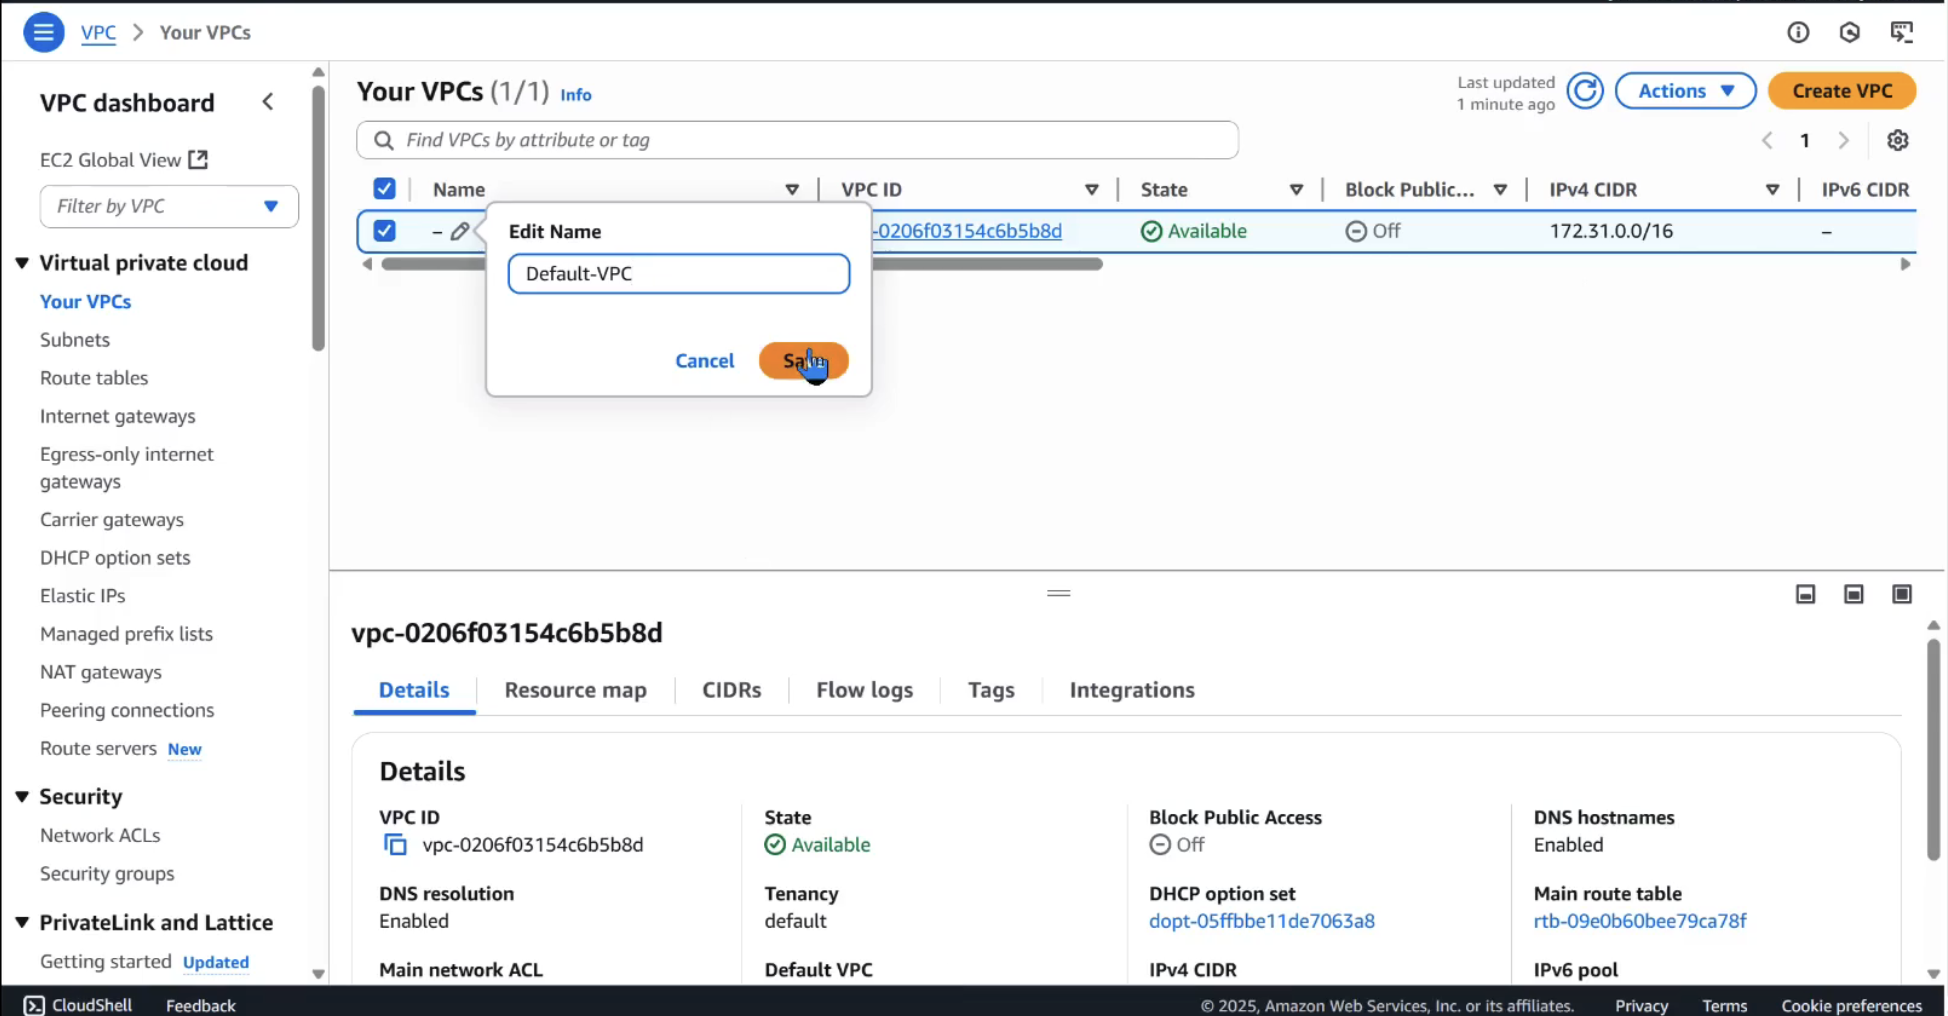 VPC > Your VPCs
VPC dashboard
EC2 Global View
Filter by VPC
Virtual private cloud
Your VPCs
Subnets
Route tables
Internet gateways
Egress-only internet
gateways
Carrier gateways
DHCP option sets
Elastic IPs
Managed prefix lists
NAT gateways
Peering connections
Route servers New
Security
Network ACLs
Security groups
PrivateLink and Lattice
Getting started Updated
Your VPCs (1/1) Info
Last updated
1 minute ago
Actions
Create VPC
Find VPCs by attribute or tag
1
Name VPC ID State Block Public... IPv4 CIDR IPv6 CIDR
– -0206f03154c6b5b8d Available Off 172.31.0.0/16 –
Edit Name
Default-VPC
Cancel
vpc-0206f03154c6b5b8d
Details Resource map CIDRs Flow logs Tags Integrations
Details
VPC ID
vpc-0206f03154c6b5b8d
State
Available
Block Public Access
Off
DNS hostnames
Enabled
DNS resolution
Enabled
Tenancy
default
DHCP option set
dopt-05ffbbe11de7063a8
Main route table
rtb-09e0b60bee79ca78f
Main network ACL
Default VPC
IPv4 CIDR
IPv6 pool
CloudShell Feedback © 2025, Amazon Web Services, Inc. or its affiliates. Privacy Terms Cookie preferences